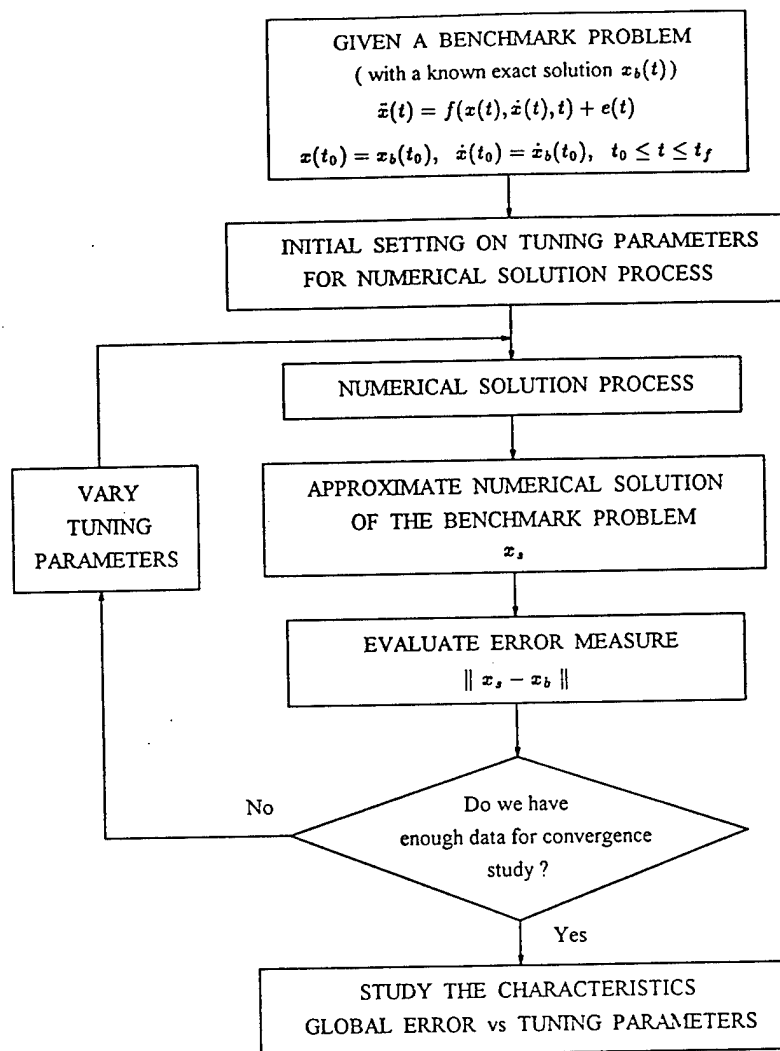 GIVEN A BENCHMARK PROBLEM
( with a known exact solution x_b(t) )
ẍ(t) = f(x(t), ẋ(t), t) + e(t)
x(t_0) = x_b(t_0), ẋ(t_0) = ẋ_b(t_0), t_0 ≤ t ≤ t_f
INITIAL SETTING ON TUNING PARAMETERS
FOR NUMERICAL SOLUTION PROCESS
NUMERICAL SOLUTION PROCESS
VARY
TUNING
PARAMETERS
APPROXIMATE NUMERICAL SOLUTION
OF THE BENCHMARK PROBLEM
x_s
EVALUATE ERROR MEASURE
‖ x_s − x_b ‖
No
Do we have
enough data for convergence
study ?
Yes
STUDY THE CHARACTERISTICS
GLOBAL ERROR vs TUNING PARAMETERS